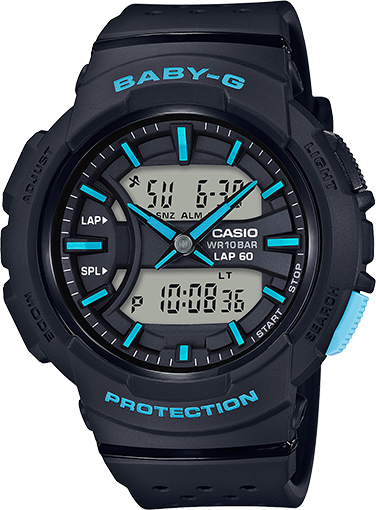 BABY-G
ADJUST
LIGHT
SU 6-30
SNZ ALM
LAP
CASIO
WR10BAR
LAP 60
SPL
LT
P 10:08 36
START STOP
MODE
SEARCH
PROTECTION